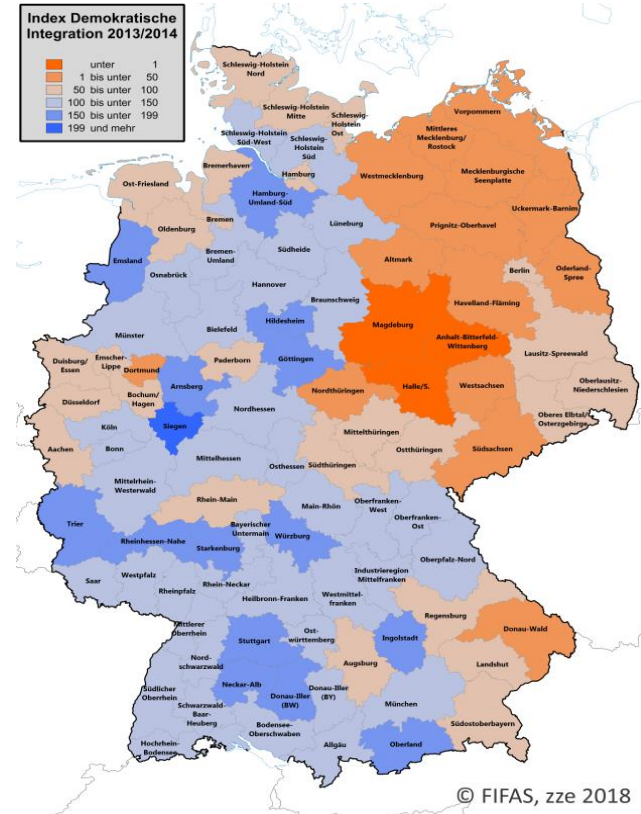 Index Demokratische
Integration 2013/2014
unter 1
1 bis unter 50
50 bis unter 100
100 bis unter 150
150 bis unter 199
199 und mehr
Schleswig-Holstein
Nord
Schleswig-Holstein
Mitte
Schleswig-
Holstein
Ost
Schleswig-Holstein
Süd-West
Schleswig-
Holstein
Süd
Vorpommern
Mittleres
Mecklenburg/
Rostock
Bremerhaven
Hamburg
Westmecklenburg
Mecklenburgische
Seenplatte
Ost-Friesland
Hamburg-
Umland-Süd
Uckermark-Barnim
Oldenburg
Bremen
Lüneburg
Prignitz-Oberhavel
Emsland
Bremen-
Umland
Südheide
Altmark
Berlin
Oderland-
Spree
Osnabrück
Hannover
Braunschweig
Havelland-Fläming
Münster
Bielefeld
Hildesheim
Magdeburg
Anhalt-Bitterfeld-
Wittenberg
Lausitz-Spreewald
Duisburg/
Essen
Emscher-
Lippe
Dortmund
Paderborn
Göttingen
Arnsberg
Nordthüringen
Halle/S.
Westsachsen
Oberlausitz-
Niederschlesien
Düsseldorf
Bochum/
Hagen
Nordhessen
Oberes Elbtal/
Osterzgebirge
Köln
Siegen
Mittelthüringen
Aachen
Bonn
Ostthüringen
Südsachsen
Mittelhessen
Osthessen
Südthüringen
Mittelrhein-
Westerwald
Rhein-Main
Main-Rhön
Oberfranken-
West
Oberfranken-
Ost
Trier
Bayerischer
Untermain
Rheinhessen-Nahe
Starkenburg
Würzburg
Oberpfalz-Nord
Saar
Westpfalz
Rheinpfalz
Rhein-Neckar
Heilbronn-Franken
Industrieregion
Mittelfranken
Westmittel-
franken
Regensburg
Mittlerer
Oberrhein
Stuttgart
Ost-
württemberg
Ingolstadt
Donau-Wald
Nord-
schwarzwald
Augsburg
Landshut
Neckar-Alb
Donau-Iller
(BW)
Donau-Iller
(BY)
Südlicher
Oberrhein
Schwarzwald-
Baar-
Heuberg
München
Südostoberbayern
Bodensee-
Oberschwaben
Hochrhein-
Bodensee
Allgäu
Oberland
© FIFAS, zze 2018